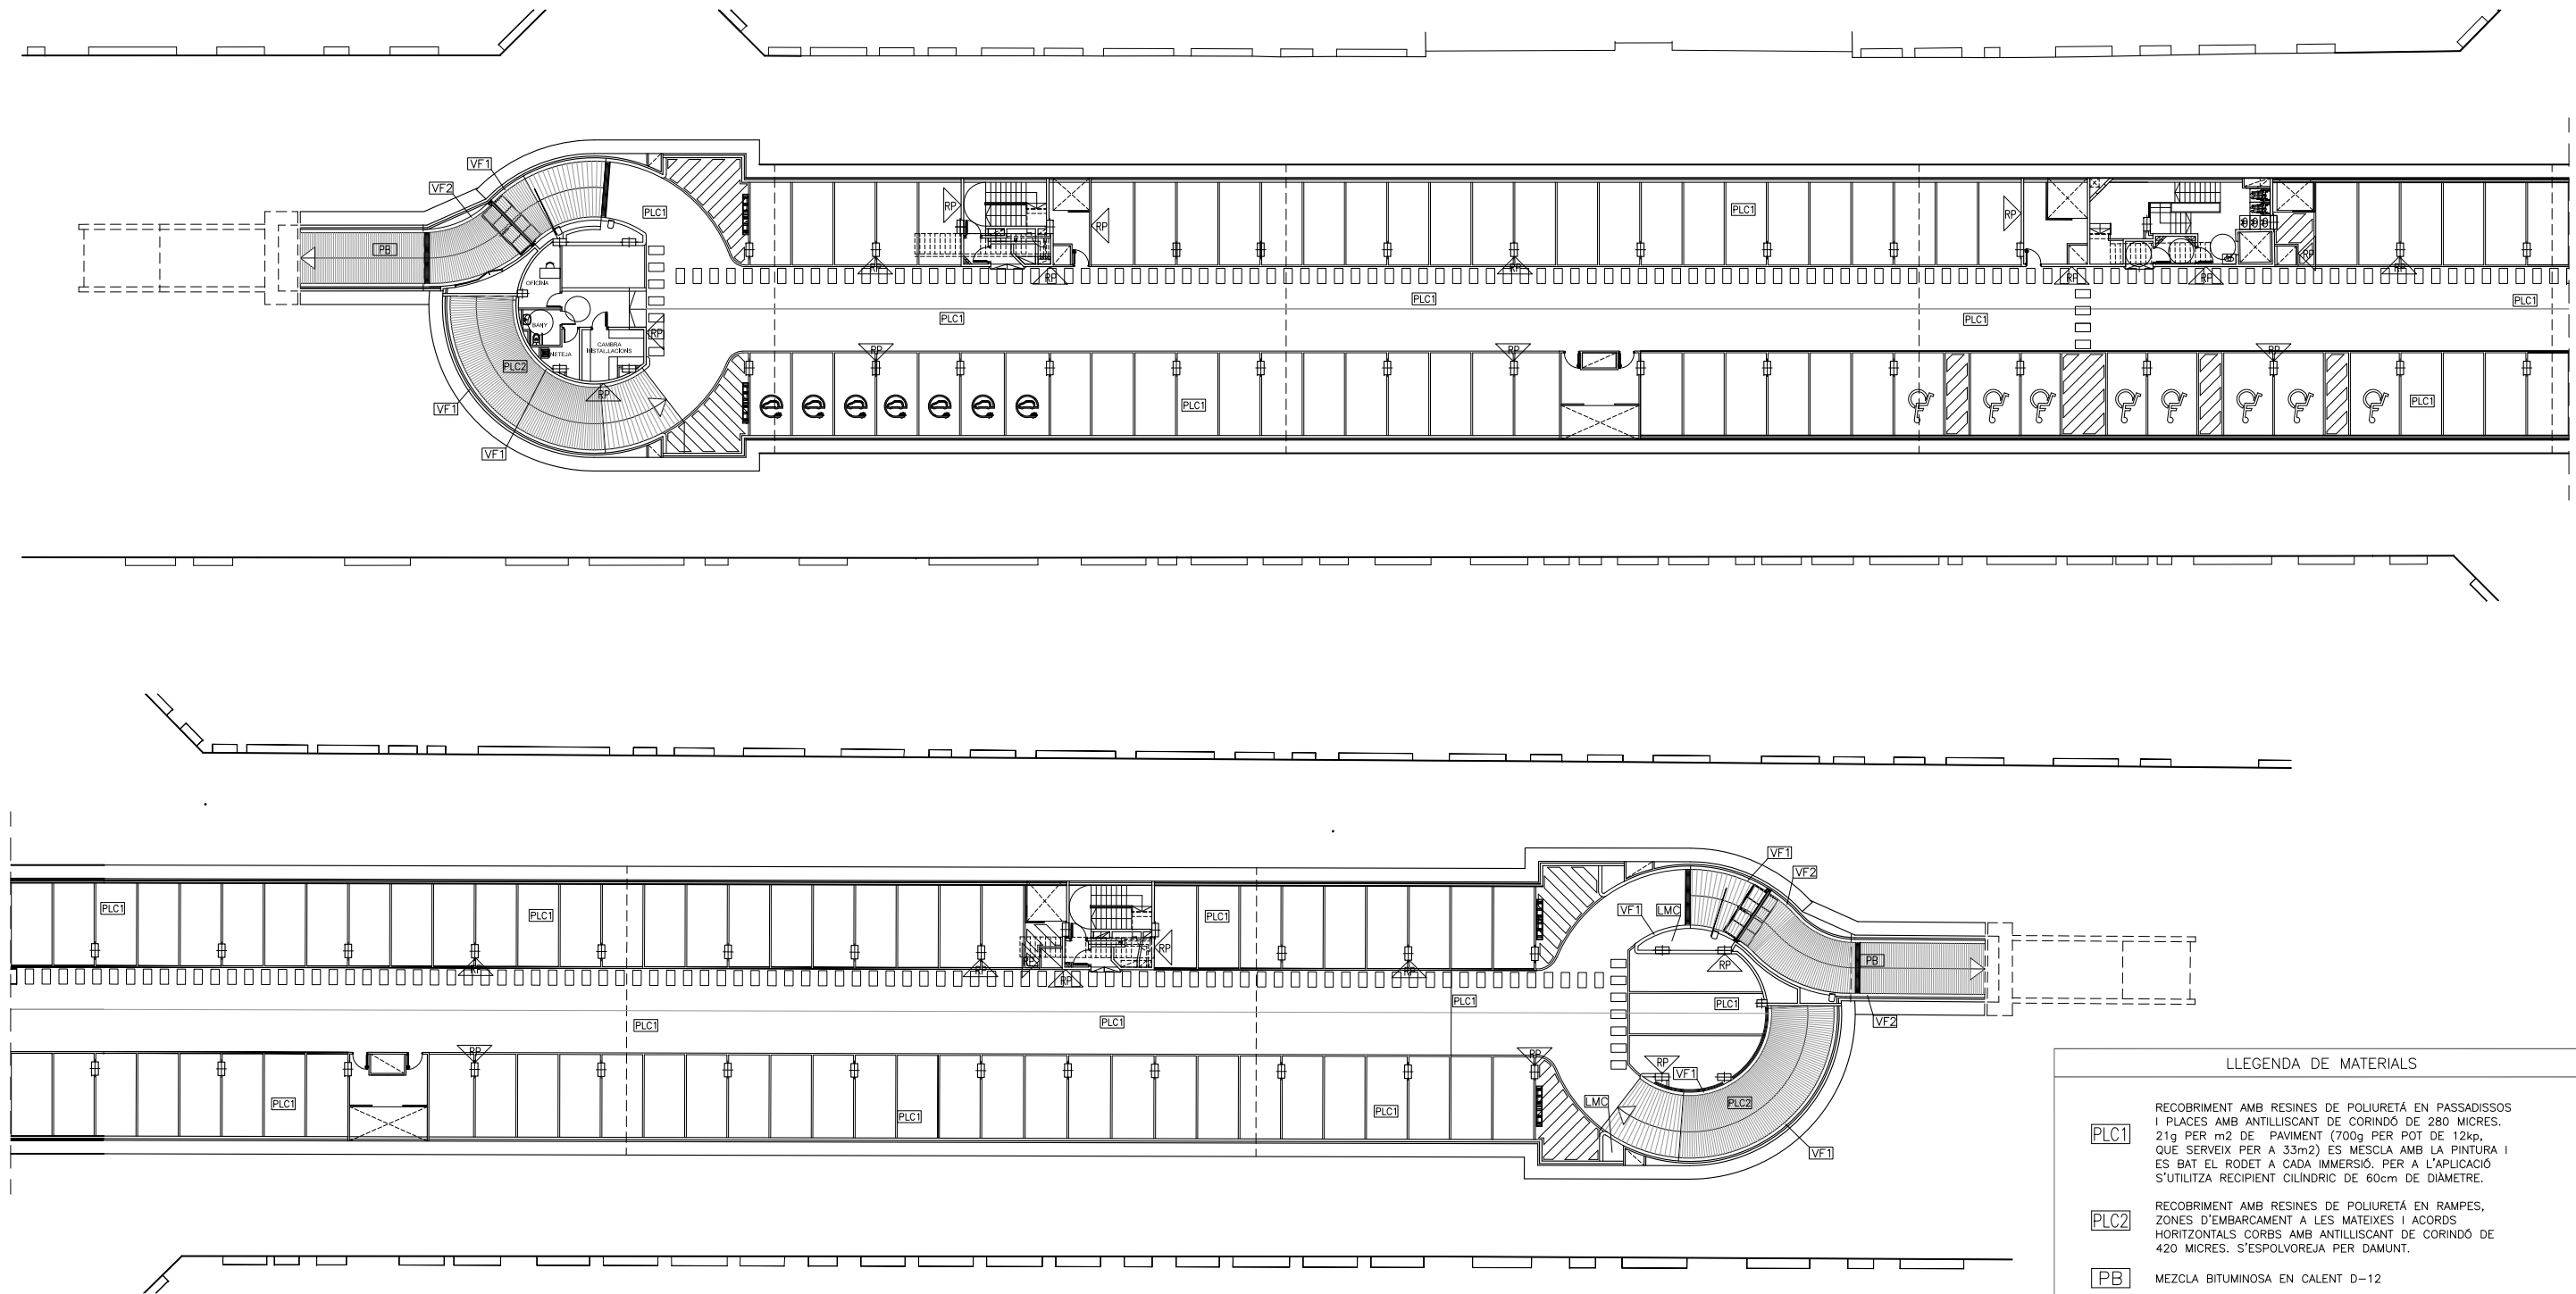 VF1
VF2
PLC1
RP
RP
PLC1
RP
PB
RP
RP
RP
RP
RP
RP
OFICINA
PLC1
PLC1
PLC1
PLC1
BANY
RP
NETEJA
CAMBRA
INSTAL.LACIONS
RP
RP
RP
PLC2
RP
PLC1
PLC1
VF1
VF1
VF1
VF2
PLC1
PLC1
PLC1
VF1
LMC
RP
RP
RP
RP
RP
RP
RP
PB
PLC1
PLC1
PLC1
PLC1
VF2
RP
RP
RP
VF1
PLC1
PLC1
PLC1
LMC
PLC2
VF1
LLEGENDA DE MATERIALS
PLC1
RECOBRIMENT AMB RESINES DE POLIURETÁ EN PASSADISSOS
I PLACES AMB ANTILLISCANT DE CORINDÓ DE 280 MICRES.
21g PER m2 DE PAVIMENT (700g PER POT DE 12kp,
QUE SERVEIX PER A 33m2) ES MESCLA AMB LA PINTURA I
ES BAT EL RODET A CADA IMMERSIÓ. PER A L'APLICACIÓ
S'UTILITZA RECIPIENT CILÍNDRIC DE 60cm DE DIÀMETRE.
PLC2
RECOBRIMENT AMB RESINES DE POLIURETÁ EN RAMPES,
ZONES D'EMBARCAMENT A LES MATEIXES I ACORDS
HORITZONTALS CORBS AMB ANTILLISCANT DE CORINDÓ DE
420 MICRES. S'ESPOLVOREJA PER DAMUNT.
PB
MEZCLA BITUMINOSA EN CALENT D-12